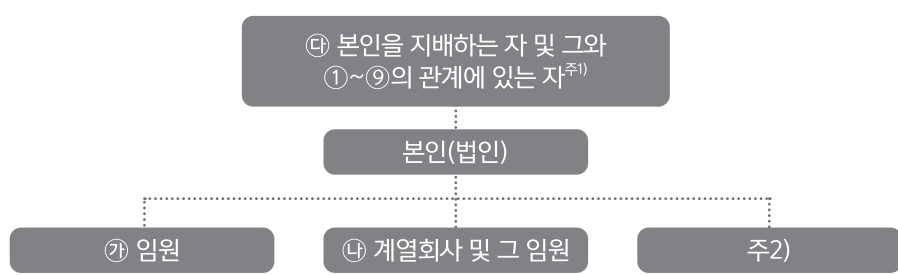 ㉰ 본인을 지배하는 자 및 그와
①~⑨의 관계에 있는 자주1)
본인(법인)
㉮ 임원
㉯ 계열회사 및 그 임원
주2)